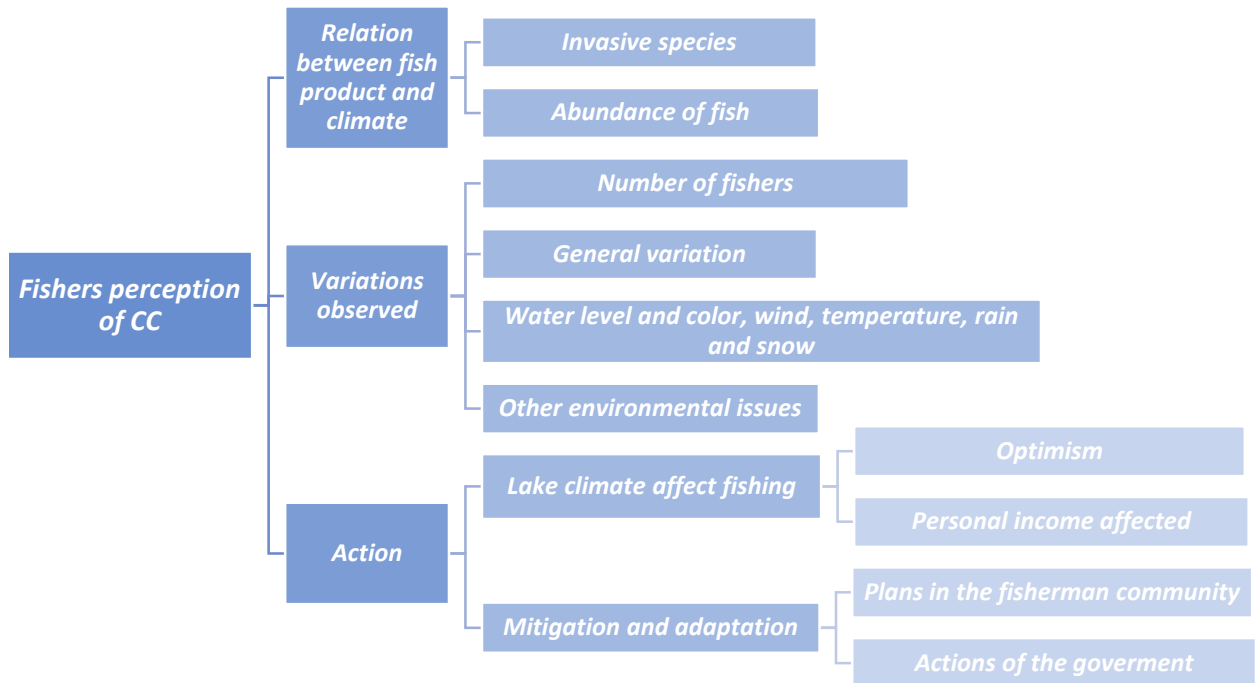 Relation
between fish
product and
climate
Invasive species
Abundance of fish
Number of fishers
General variation
Fishers perception
of CC
Variations
observed
Water level and color, wind, temperature, rain
and snow
Other environmental issues
Optimism
Lake climate affect fishing
Personal income affected
Action
Plans in the fisherman community
Mitigation and adaptation
Actions of the goverment